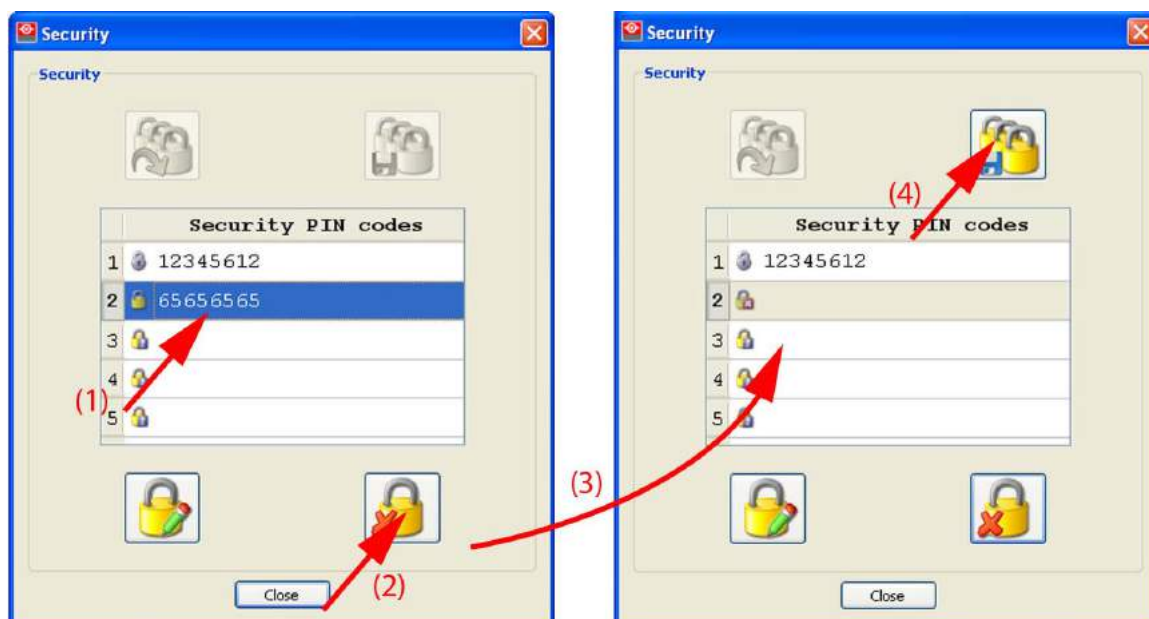 Security
Security
Security PIN codes
1 12345612
2 65656565
3
4
5
(1)
(2)
Close
(3)
Security
Security
(4)
Security PIN codes
1 12345612
2
3
4
5
Close